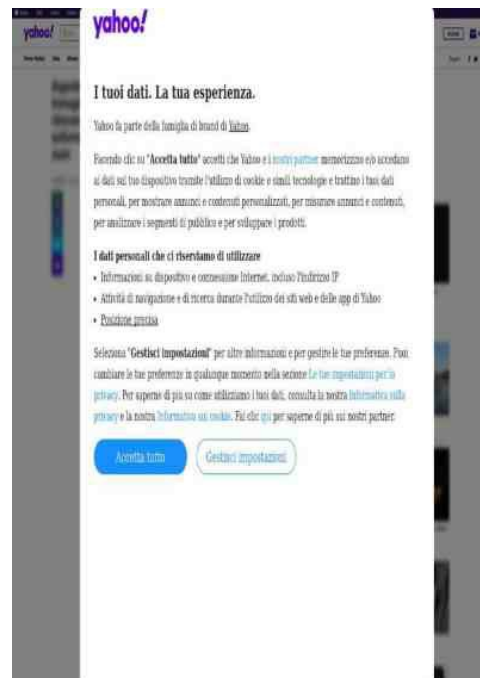 yahoo!
yahoo!
I tuoi dati. La tua esperienza.
Yahoo fa parte della famiglia di brand di Yahoo.
Facendo clic su "Accetta tutto" accetti che Yahoo e i nostri partner memorizzino e/o accedano
ai dati sul tuo dispositivo tramite l'utilizzo di cookie e simili tecnologie e trattino i tuoi dati
personali, per mostrare annunci e contenuti personalizzati, per misurare annunci e contenuti,
per analizzare i segmenti di pubblico e per sviluppare i prodotti.
I dati personali che ci riserviamo di utilizzare
• Informazioni su dispositivo e connessione Internet, incluso l'indirizzo IP
• Attività di navigazione e di ricerca durante l'utilizzo dei siti web e delle app di Yahoo
• Posizione precisa
Seleziona "Gestisci impostazioni" per altre informazioni e per gestire le tue preferenze. Puoi
cambiare le tue preferenze in qualunque momento nella sezione Le tue impostazioni per la
privacy. Per saperne di più su come utilizziamo i tuoi dati, consulta la nostra Informativa sulla
privacy e la nostra Informativa sui cookie. Fai clic qui per saperne di più sui nostri partner.
Accetta tutto
Gestisci impostazioni